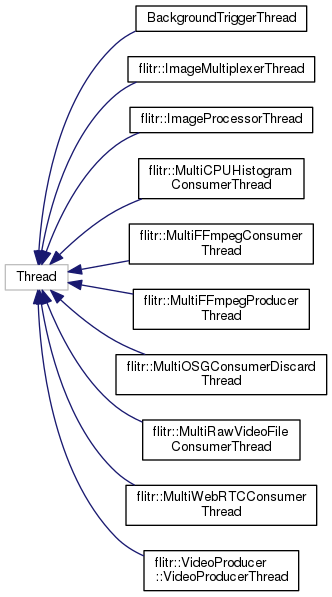 BackgroundTriggerThread
flitr::ImageMultiplexerThread
flitr::ImageProcessorThread
flitr::MultiCPUHistogram
ConsumerThread
flitr::MultiFFmpegConsumer
Thread
Thread
flitr::MultiFFmpegProducer
Thread
flitr::MultiOSGConsumerDiscard
Thread
flitr::MultiRawVideoFile
ConsumerThread
flitr::MultiWebRTCConsumer
Thread
flitr::VideoProducer
::VideoProducerThread